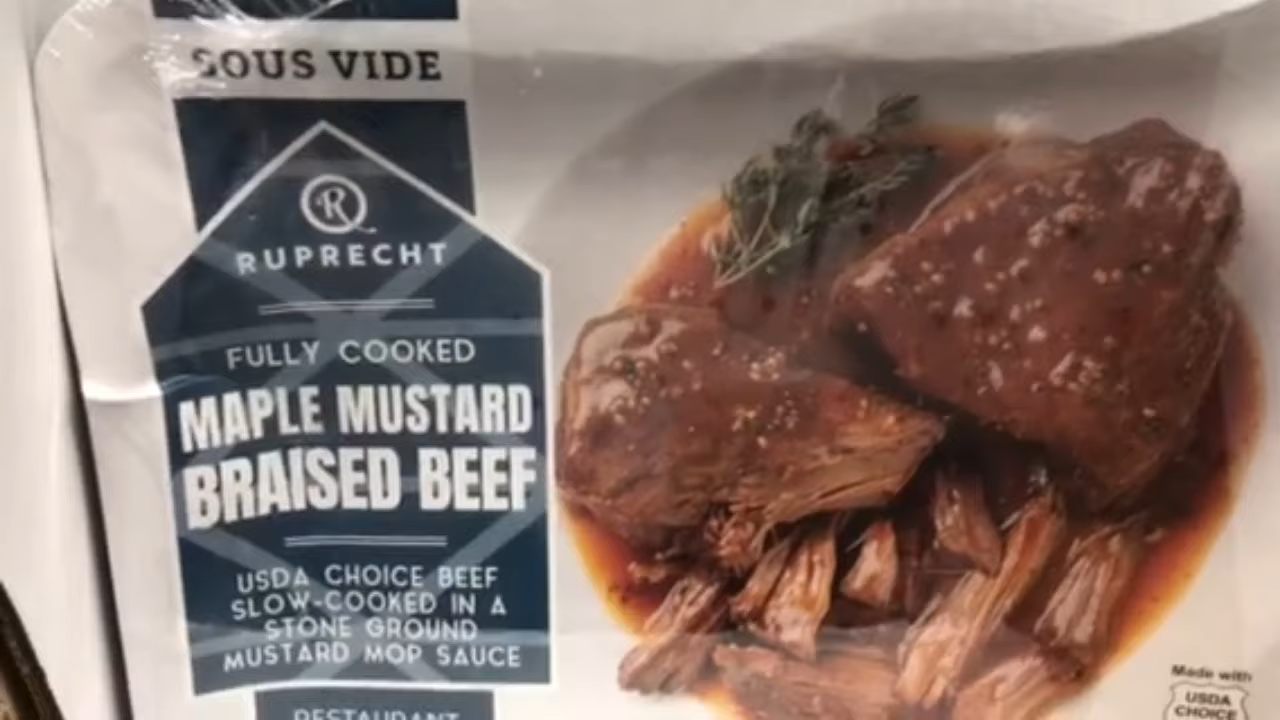 SOUS VIDE
R
RUPRECHT
FULLY COOKED
MAPLE MUSTARD
BRAISED BEEF
USDA CHOICE BEEF
SLOW-COOKED IN A
STONE GROUND
MUSTARD MOP SAUCE
RESTAURANT
Made with
USDA
CHOICE